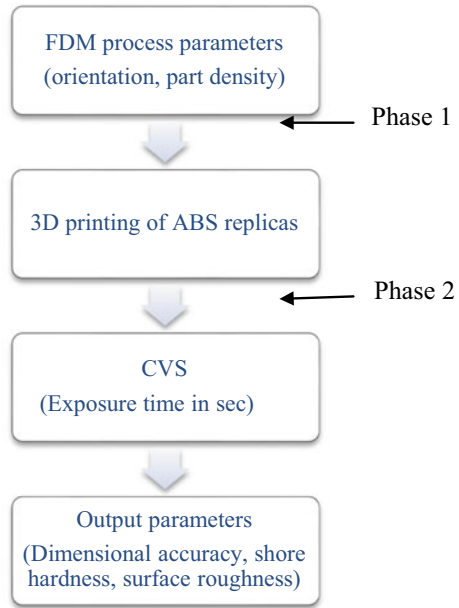 FDM process parameters
(orientation, part density)
Phase 1
3D printing of ABS replicas
Phase 2
CVS
(Exposure time in sec)
Output parameters
(Dimensional accuracy, shore
hardness, surface roughness)